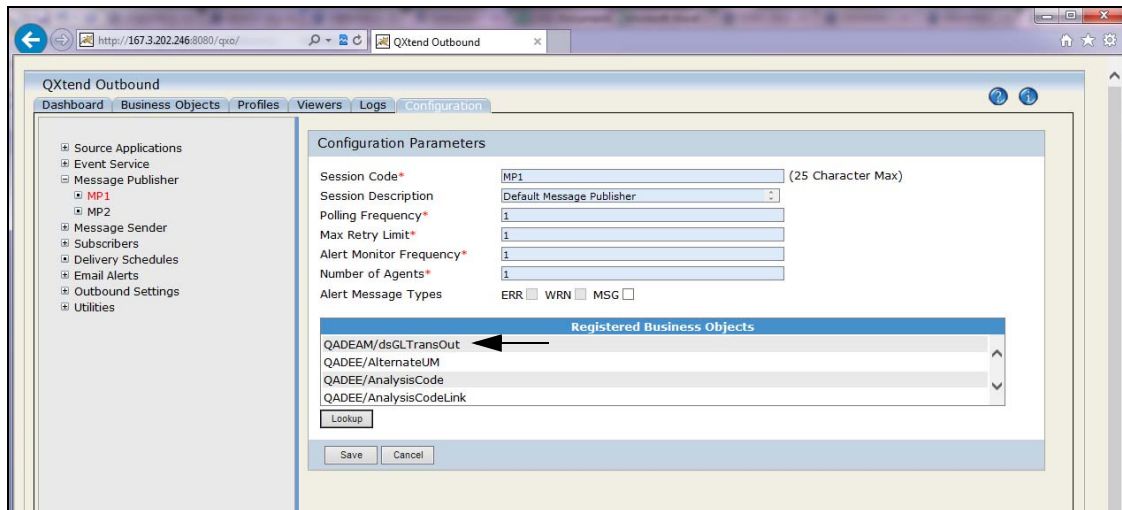 http://167.3.202.246:8080/qxo/
QXtend Outbound
QXtend Outbound
Dashboard Business Objects Profiles Viewers Logs Configuration
Source Applications
Event Service
Message Publisher
MP1
MP2
Message Sender
Subscribers
Delivery Schedules
Email Alerts
Outbound Settings
Utilities
Configuration Parameters
Session Code* MP1 (25 Character Max)
Session Description Default Message Publisher
Polling Frequency* 1
Max Retry Limit* 1
Alert Monitor Frequency* 1
Number of Agents* 1
Alert Message Types ERR WRN MSG
Registered Business Objects
QADEAM/dsGLTransOut
QADEE/AlternateUM
QADEE/AnalysisCode
QADEE/AnalysisCodeLink
Lookup
Save Cancel